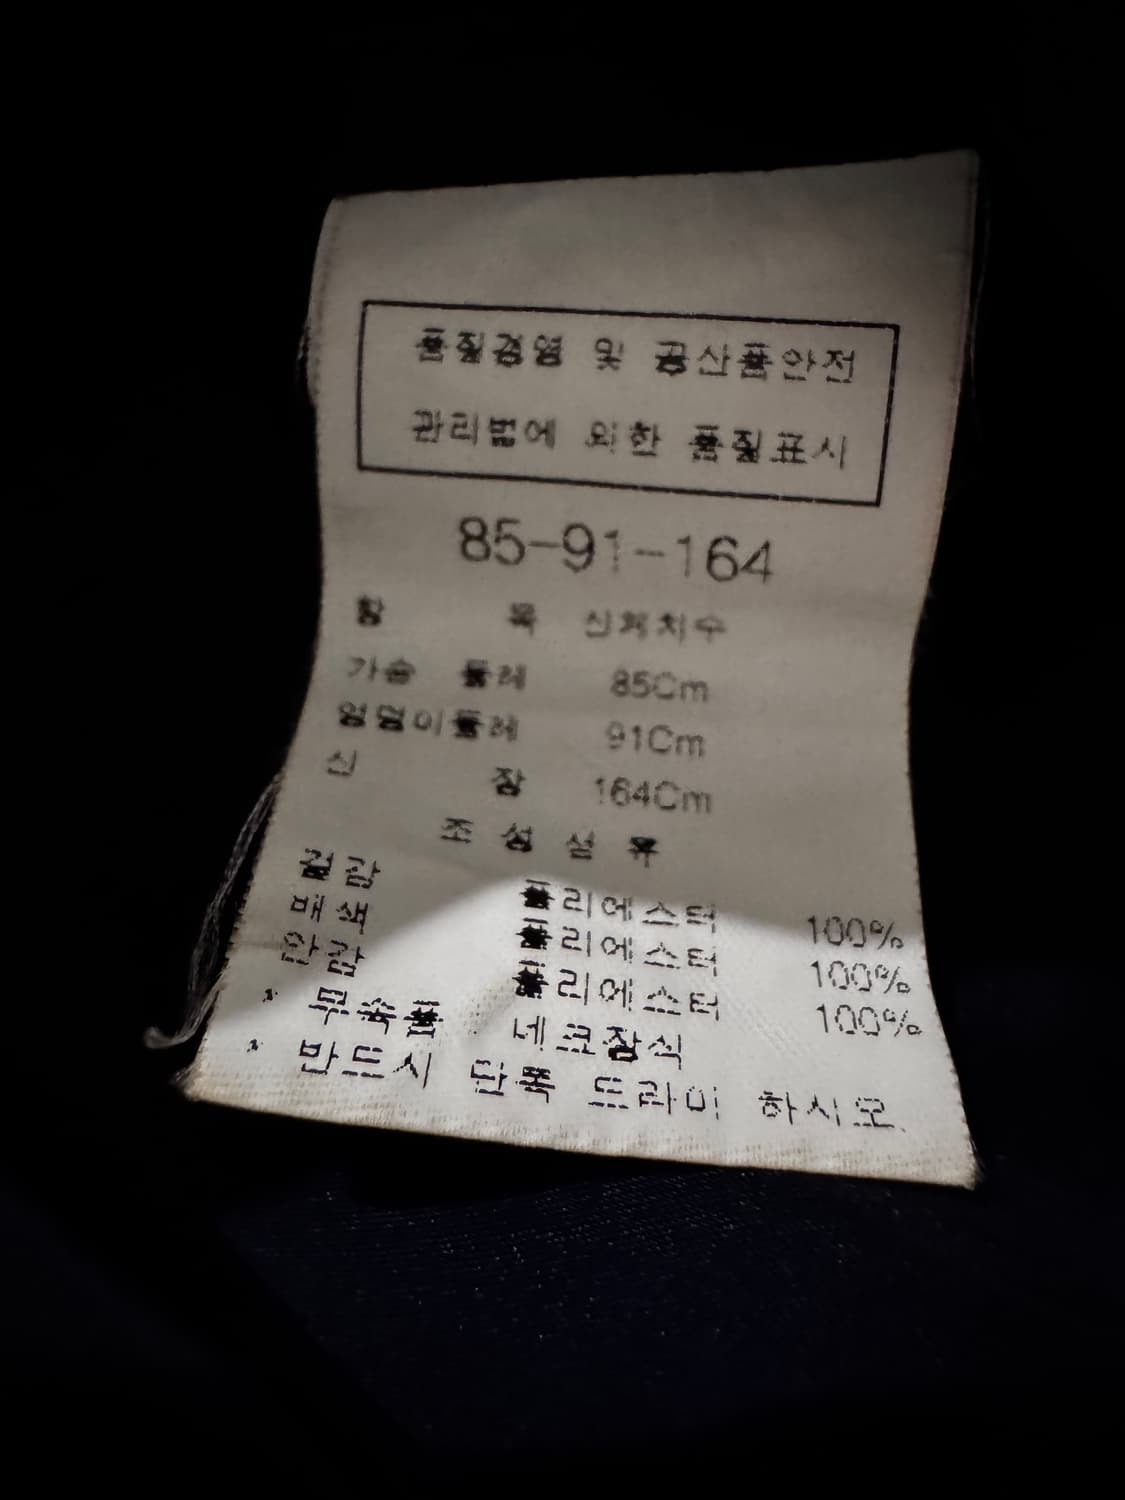 품질경영 및 공산품안전
관리법에 의한 품질표시
85-91-164
항 목 신체치수
가슴 둘레 85Cm
엉덩이둘레 91Cm
신 장 164Cm
조 성 섬 유
겉감 폴리에스터 100%
배색 폴리에스터 100%
안감 폴리에스터 100%
* 부속품 데코장식
* 반드시 단독 드라이 하시오.